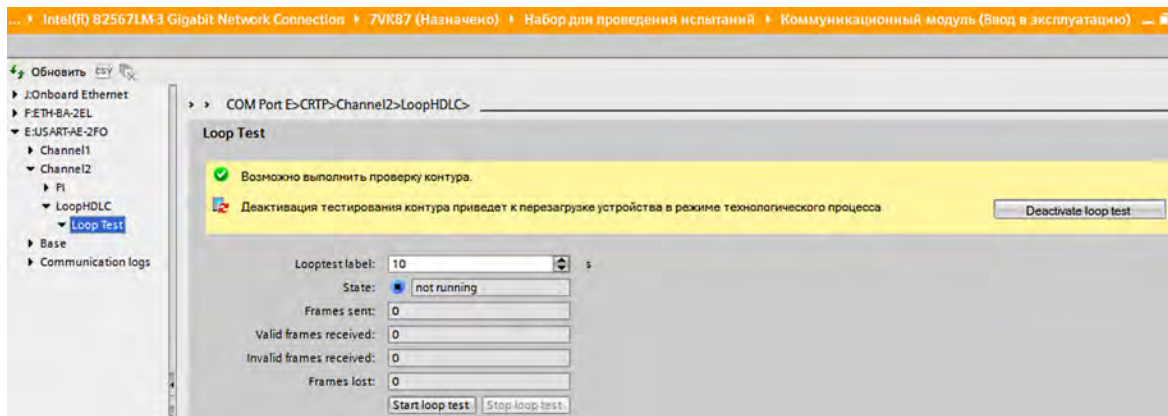 ... ▸ Intel(R) 82567LM-3 Gigabit Network Connection ▸ 7VK87 (Назначено) ▸ Набор для проведения испытаний ▸ Коммуникационный модуль (Ввод в эксплуатацию)
Обновить CSV
J:Onboard Ethernet
F:ETH-BA-2EL
E:USART-AE-2FO
Channel1
Channel2
PI
LoopHDLC
Loop Test
Base
Communication logs
COM Port E>CRTP>Channel2>LoopHDLC>
Loop Test
Возможно выполнить проверку контура.
Деактивация тестирования контура приведет к перезагрузке устройства в режиме технологического процесса
Deactivate loop test
Looptest label: 10 s
State: not running
Frames sent: 0
Valid frames received: 0
Invalid frames received: 0
Frames lost: 0
Start loop test Stop loop test